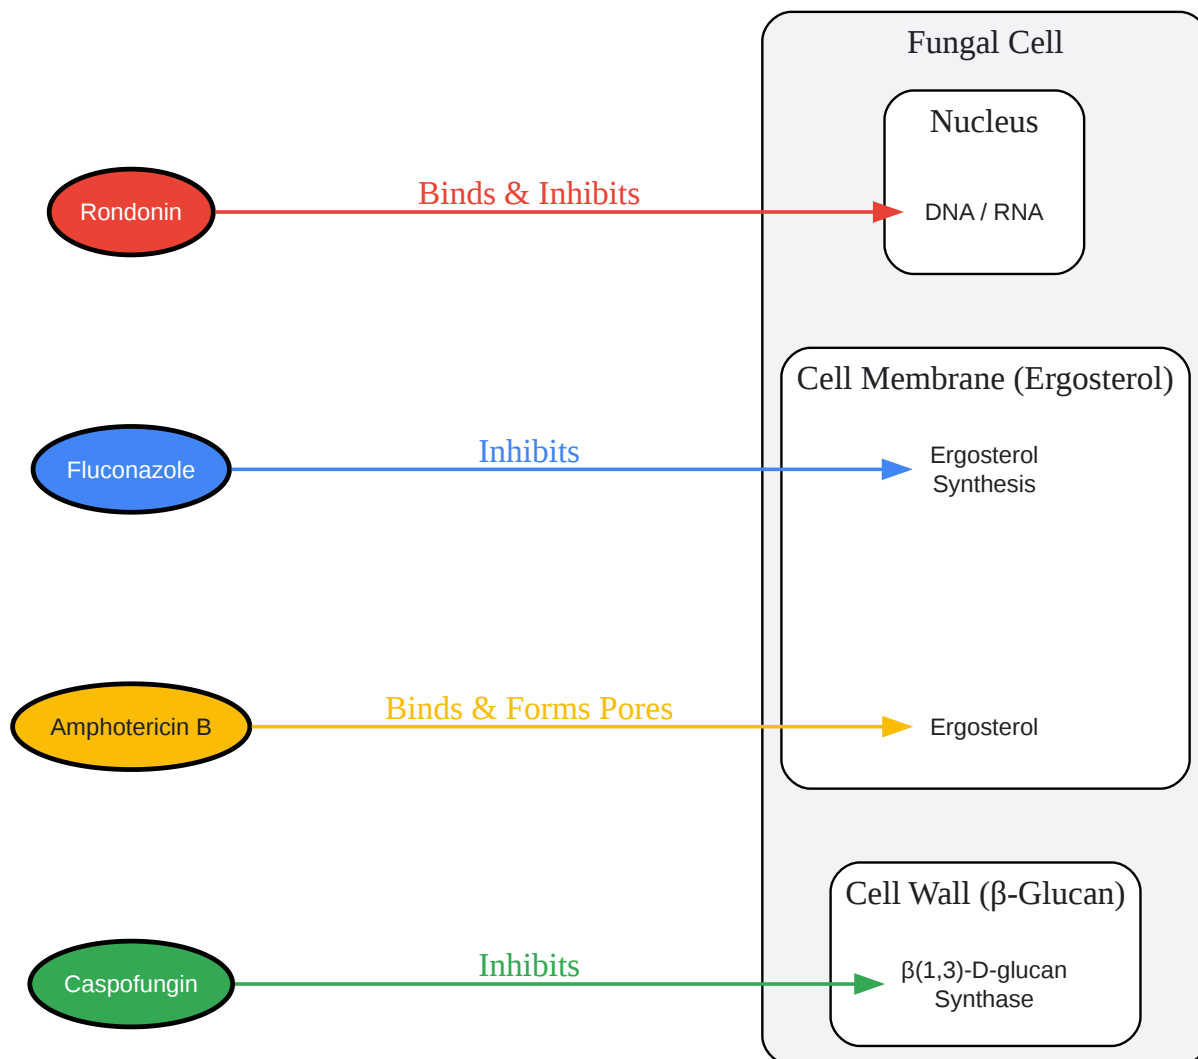 Fungal Cell
Nucleus
Rondonin
Binds & Inhibits
DNA / RNA
Cell Membrane (Ergosterol)
Fluconazole
Inhibits
Ergosterol
Synthesis
Amphotericin B
Binds & Forms Pores
Ergosterol
Cell Wall (β-Glucan)
Caspofungin
Inhibits
β(1,3)-D-glucan
Synthase